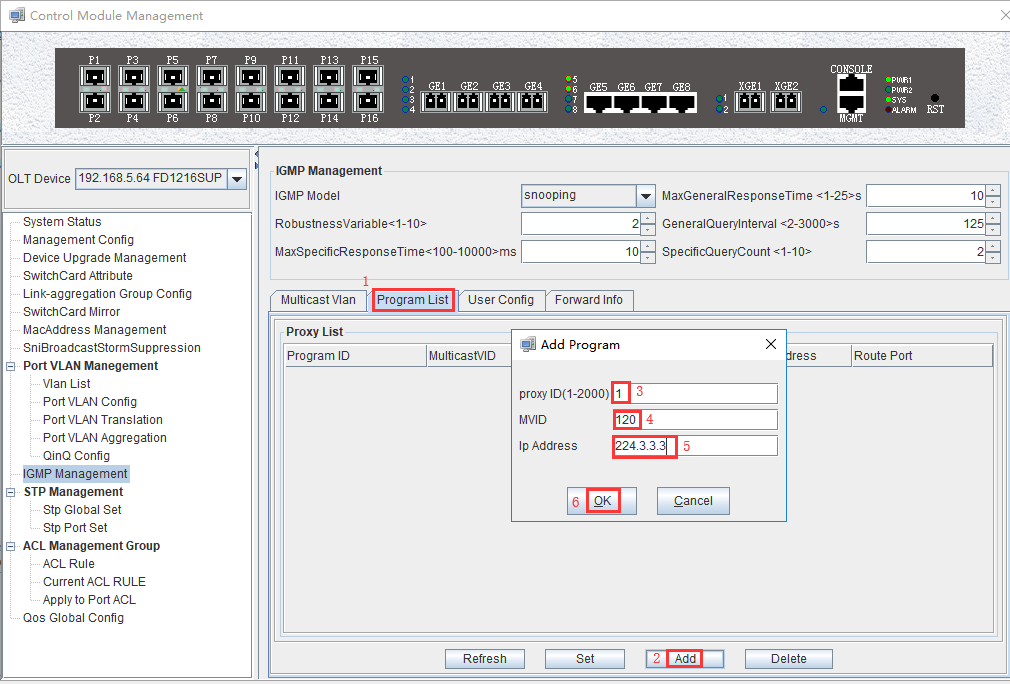 Control Module Management
P1 P3 P5 P7 P9 P11 P13 P15
P2 P4 P6 P8 P10 P12 P14 P16
1
2
3
4
GE1 GE2 GE3 GE4
5
6
7
8
GE5 GE6 GE7 GE8
1
2
XGE1 XGE2
CONSOLE
MGMT
PWR1
PWR2
SYS
ALARM
RST
OLT Device 192.168.5.64 FD1216SUP
System Status
Management Config
Device Upgrade Management
SwitchCard Attribute
Link-aggregation Group Config
SwitchCard Mirror
MacAddress Management
SniBroadcastStormSuppression
Port VLAN Management
Vlan List
Port VLAN Config
Port VLAN Translation
Port VLAN Aggregation
QinQ Config
IGMP Management
STP Management
Stp Global Set
Stp Port Set
ACL Management Group
ACL Rule
Current ACL RULE
Apply to Port ACL
Qos Global Config
IGMP Management
IGMP Model snooping MaxGeneralResponseTime <1-25>s 10
RobustnessVariable<1-10> 2 GeneralQueryInterval <2-3000>s 125
MaxSpecificResponseTime<100-10000>ms 10 SpecificQueryCount <1-10> 2
1
Multicast Vlan Program List User Config Forward Info
Proxy List
Program ID MulticastVID dress Route Port
Add Program
proxy ID(1-2000) 1 3
MVID 120 4
Ip Address 224.3.3.3 5
6 OK Cancel
Refresh Set 2 Add Delete